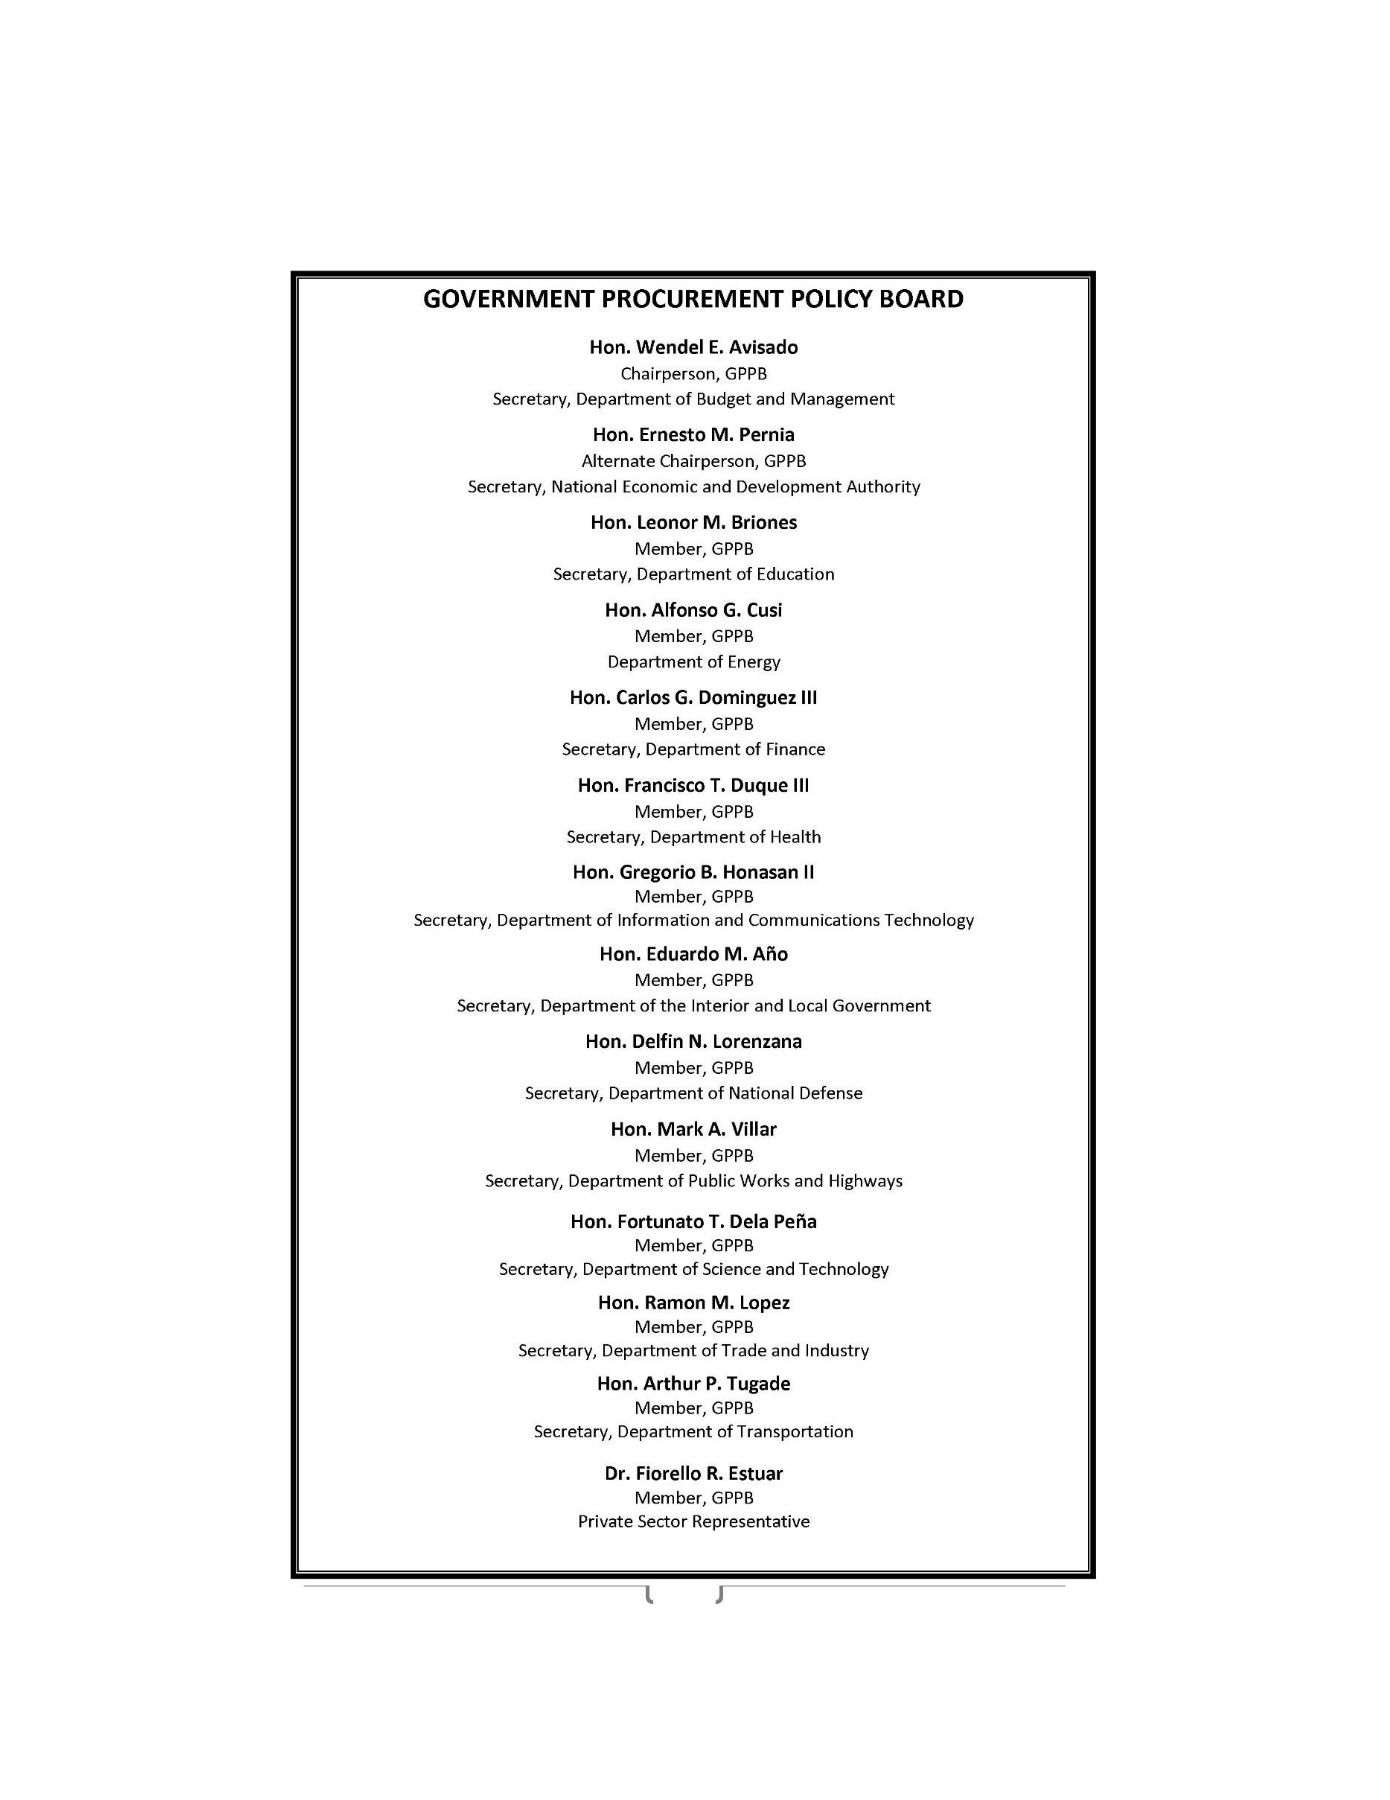 GOVERNMENT PROCUREMENT POLICY BOARD
Hon. Wendel E. Avisado
Chairperson, GPPB
Secretary, Department of Budget and Management
Hon. Ernesto M. Pernia
Alternate Chairperson, GPPB
Secretary, National Economic and Development Authority
Hon. Leonor M. Briones
Member, GPPB
Secretary, Department of Education
Hon. Alfonso G. Cusi
Member, GPPB
Department of Energy
Hon. Carlos G. Dominguez III
Member, GPPB
Secretary, Department of Finance
Hon. Francisco T. Duque III
Member, GPPB
Secretary, Department of Health
Hon. Gregorio B. Honasan II
Member, GPPB
Secretary, Department of Information and Communications Technology
Hon. Eduardo M. Año
Member, GPPB
Secretary, Department of the Interior and Local Government
Hon. Delfin N. Lorenzana
Member, GPPB
Secretary, Department of National Defense
Hon. Mark A. Villar
Member, GPPB
Secretary, Department of Public Works and Highways
Hon. Fortunato T. Dela Peña
Member, GPPB
Secretary, Department of Science and Technology
Hon. Ramon M. Lopez
Member, GPPB
Secretary, Department of Trade and Industry
Hon. Arthur P. Tugade
Member, GPPB
Secretary, Department of Transportation
Dr. Fiorello R. Estuar
Member, GPPB
Private Sector Representative